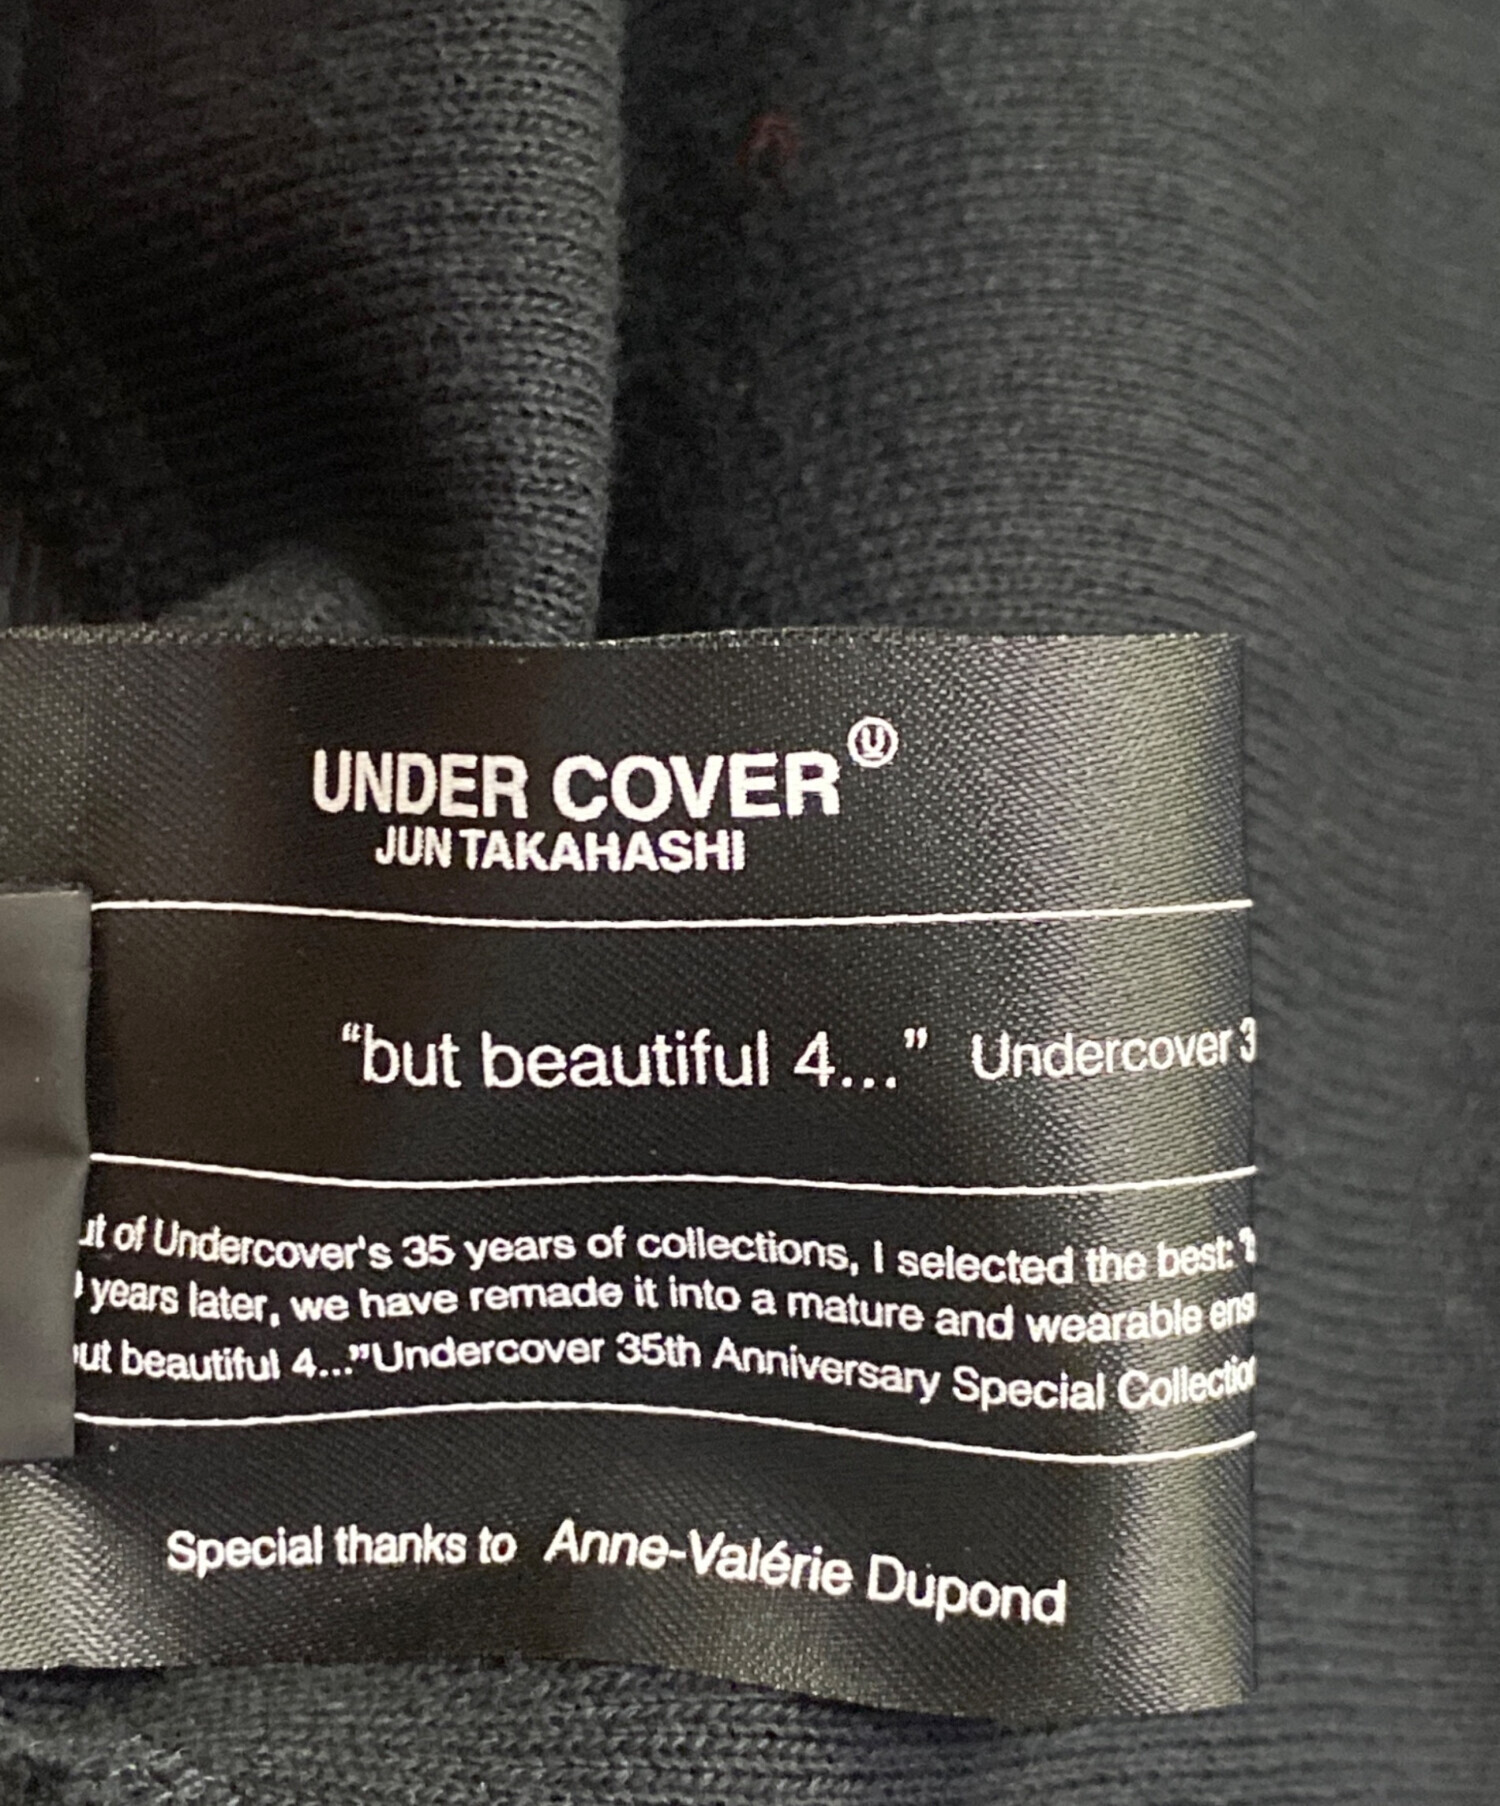 UNDER COVER Ⓤ
JUN TAKAHASHI
“but beautiful 4...” Undercover 3
of Undercover's 35 years of collections, I selected the best:
years later, we have remade it into a mature and wearable
beautiful 4...”Undercover 35th Anniversary Special
Special thanks to Anne-Valérie Dupond